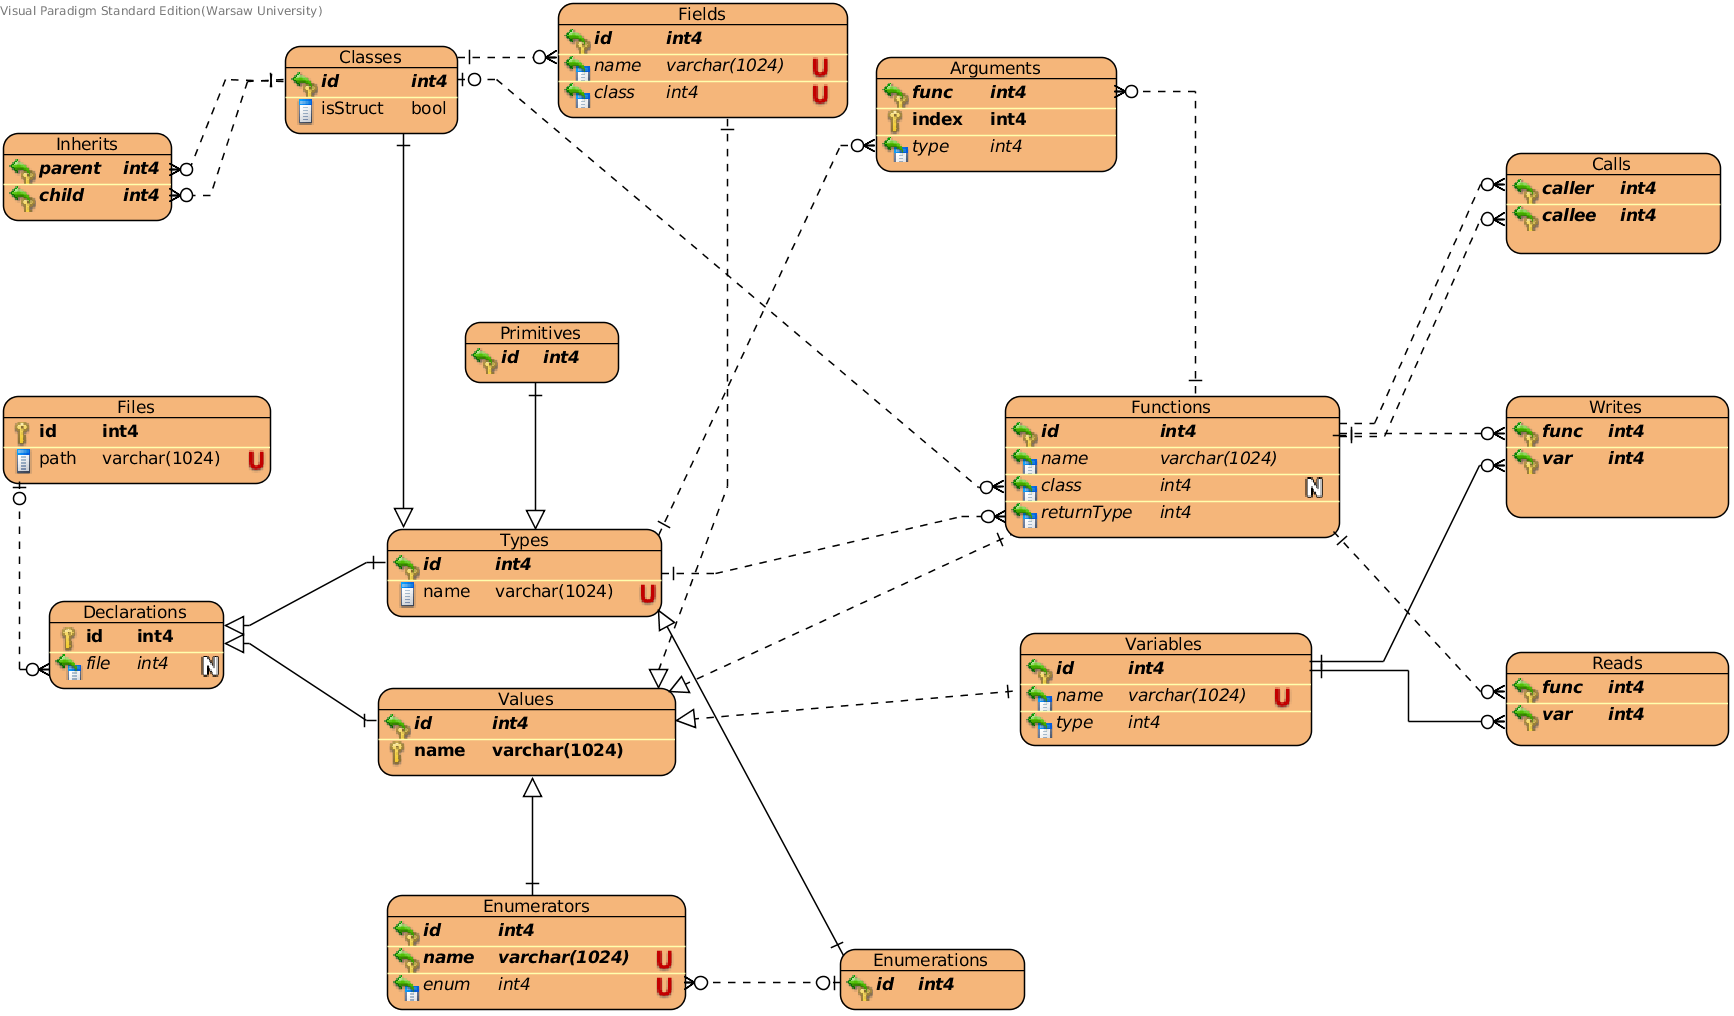 Visual Paradigm Standard Edition(Warsaw University)
Fields
id int4
name varchar(1024) U
class int4 U
Classes
id int4
isStruct bool
Arguments
func int4
index int4
type int4
Inherits
parent int4
child int4
Calls
caller int4
callee int4
Primitives
id int4
Files
id int4
path varchar(1024) U
Functions
id int4
name varchar(1024)
class int4 N
returnType int4
Writes
func int4
var int4
Types
id int4
name varchar(1024) U
Declarations
id int4
file int4 N
Values
id int4
name varchar(1024)
Variables
id int4
name varchar(1024) U
type int4
Reads
func int4
var int4
Enumerators
id int4
name varchar(1024) U
enum int4 U
Enumerations
id int4